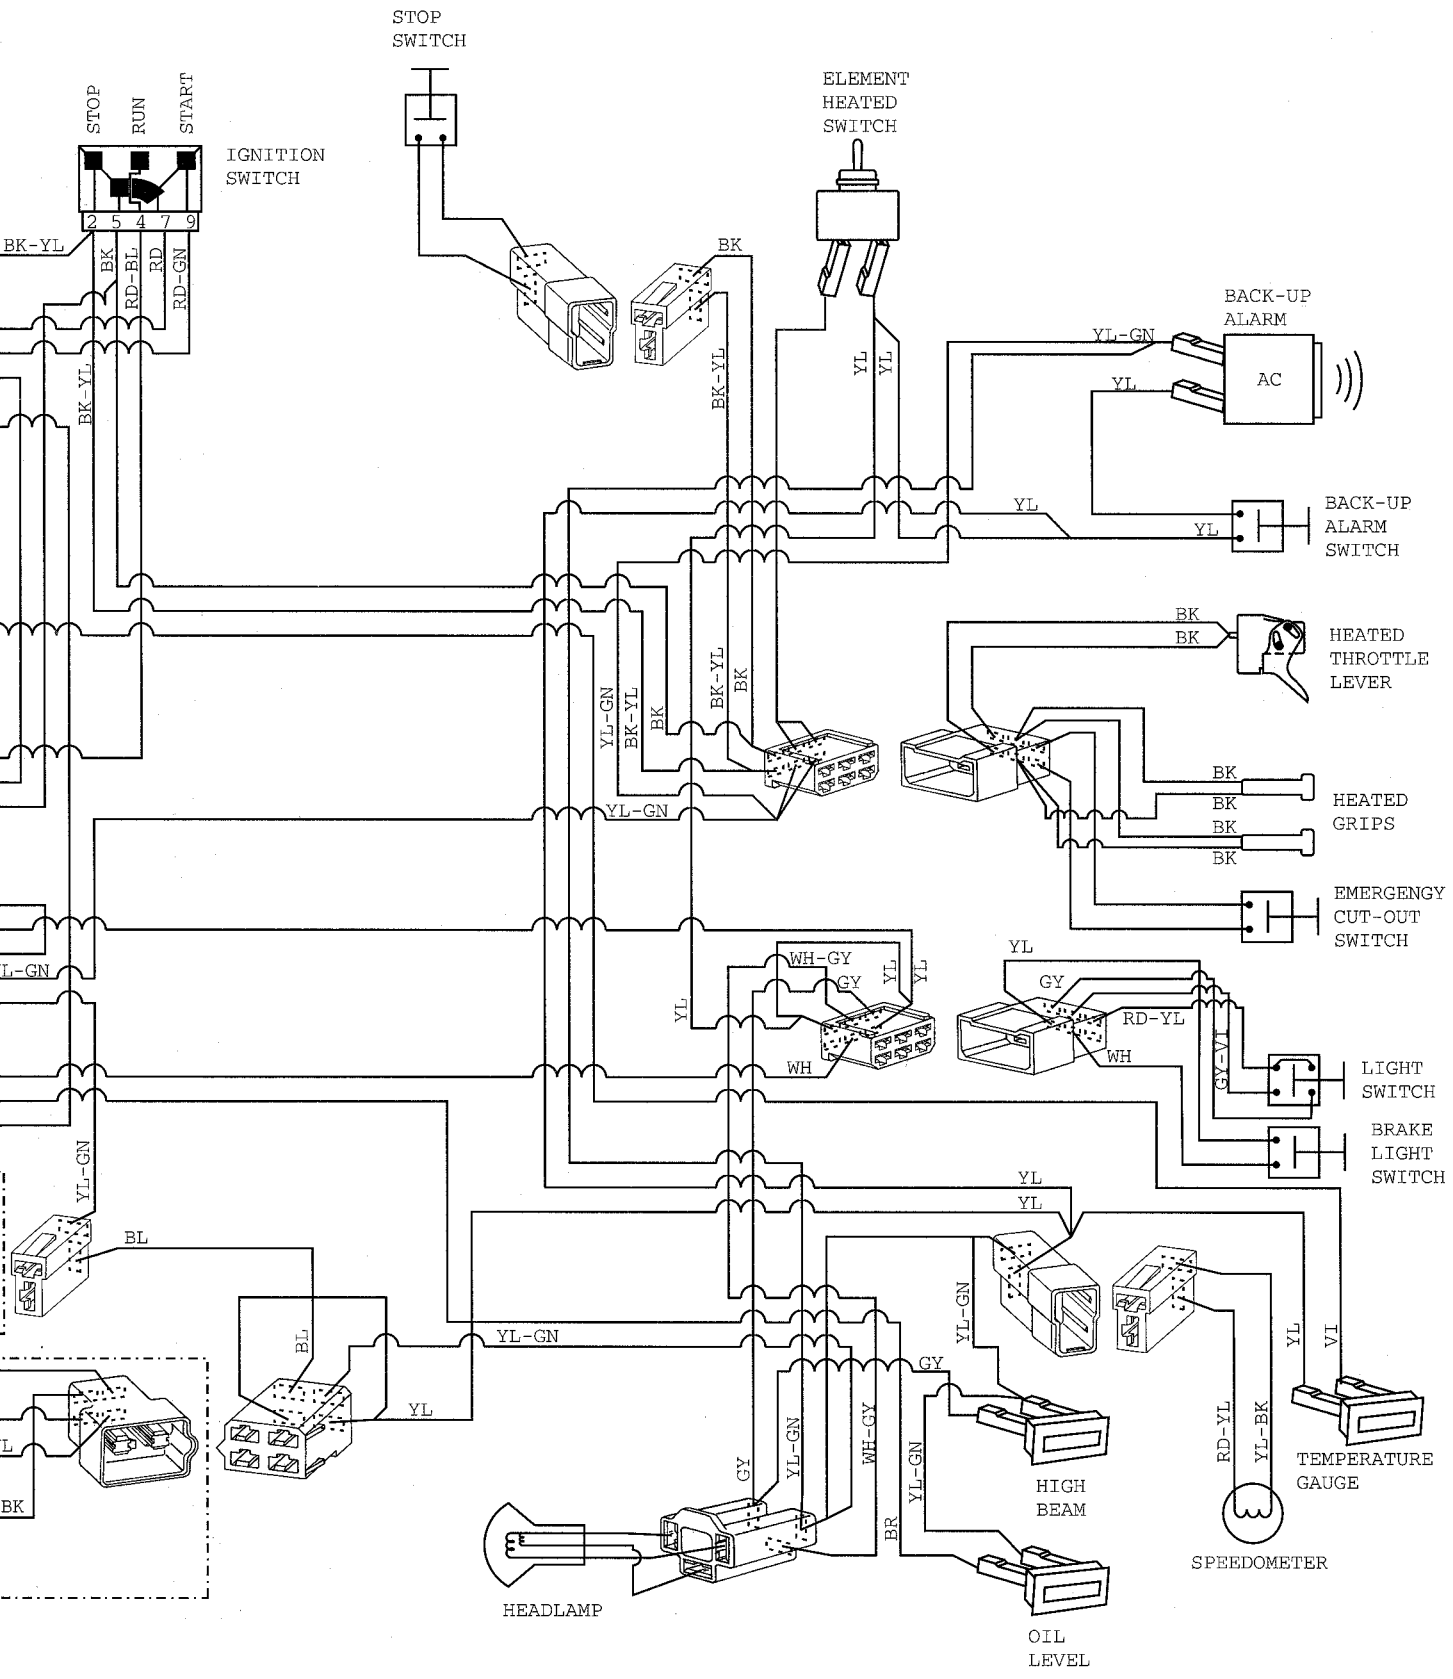 STOP
SWITCH
STOP
RUN
START
IGNITION
SWITCH
2 5 4 7 9
BK-YL
BK
RD-BL
RD
RD-GN
BK-YL
ELEMENT
HEATED
SWITCH
BK
BK-YL
YL
YL
BACK-UP
ALARM
YL-GN
AC
YL
YL
YL
BACK-UP
ALARM
SWITCH
BK
BK
HEATED
THROTTLE
LEVER
YL-GN
BK-YL
BK
BK-YL
BK
YL-GN
BK
BK
BK
BK
HEATED
GRIPS
EMERGENGY
CUT-OUT
SWITCH
L-GN
WH-GY
GY
YL
YL
YL
WH
YL
GY
RD-YL
GY-VI
WH
LIGHT
SWITCH
BRAKE
LIGHT
SWITCH
YL-GN
BL
BL
YL-GN
YL
YL
YL
YL-GN
GY
YL
VI
RD-YL
YL-BK
TEMPERATURE
GAUGE
L
BK
GY
YL-GN
WH-GY
YL-GN
BR
HIGH
BEAM
SPEEDOMETER
HEADLAMP
OIL
LEVEL